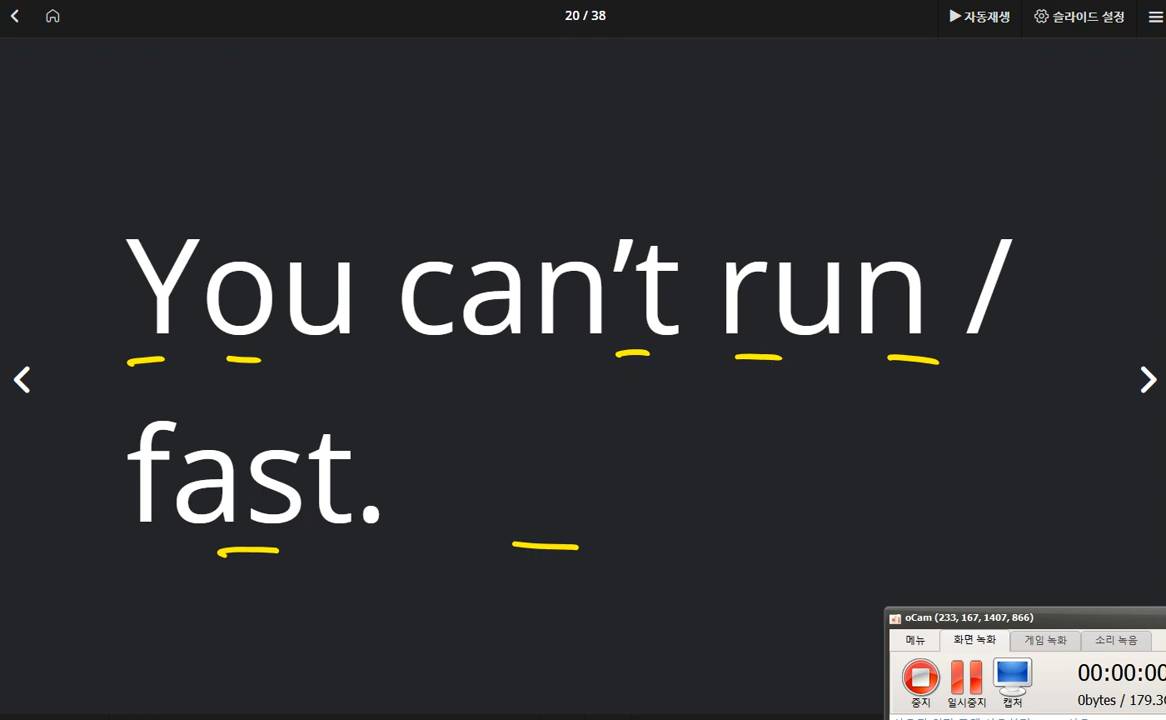 20 / 38
▶자동재생
슬라이드 설정
You can’t run /
fast.
oCam (233, 167, 1407, 866)
메뉴
화면 녹화
게임 녹화
소리 녹음
중지
일시중지
캡처
00:00:00
0bytes / 179.3